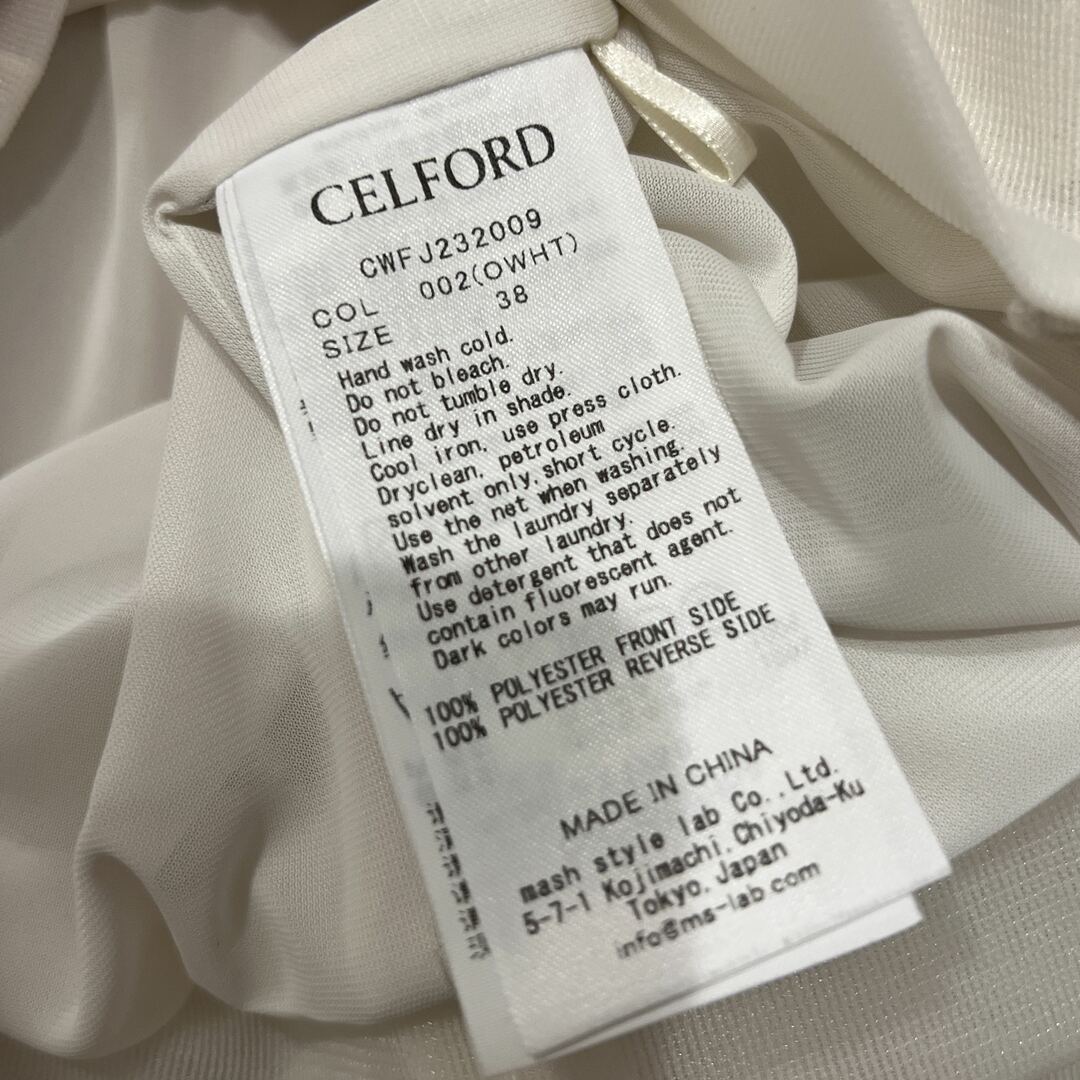 CELFORD
CWFJ232009
COL 002(OWHT)
SIZE 38
Hand wash cold.
Do not bleach.
Do not tumble dry.
Line dry in shade.
Cool iron, use press cloth.
Dryclean, petroleum
solvent only,short cycle.
Use the net when washing.
Wash the laundry separately
from other laundry.
Use detergent that does not
contain fluorescent agent.
Dark colors may run.
100% POLYESTER FRONT SIDE
100% POLYESTER REVERSE SIDE
MADE IN CHINA
mash style lab Co.,Ltd.
5-7-1 Kojimachi,Chiyoda-Ku
Tokyo,Japan
info@ms-lab.com